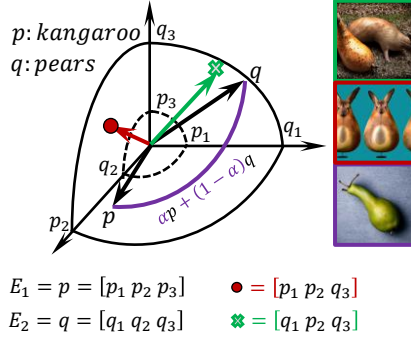 p: kangaroo
q: pears
q₃
q
p₃
p₁
q₁
q₂
p₂
p
αp + (1 − α)q
E₁ = p = [p₁ p₂ p₃]
= [p₁ p₂ q₃]
E₂ = q = [q₁ q₂ q₃]
= [q₁ p₂ q₃]